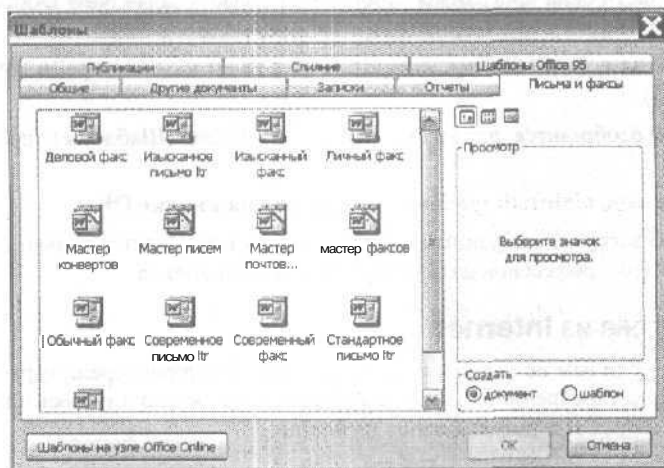 Шаблоны
Публикации Слияние Шаблоны Office 95
Общие Другие документы Записки Отчеты Письма и факсы
Деловой факс Изысканное письмо ltr Изысканный факс Личный факс
Просмотр
Мастер конвертов Мастер писем Мастер почтов... мастер факсов
Выберите значок
для просмотра.
Обычный факс Современное письмо ltr Современный факс Стандартное письмо ltr
Создать
документ шаблон
Шаблоны на узле Office Online OK Отмена